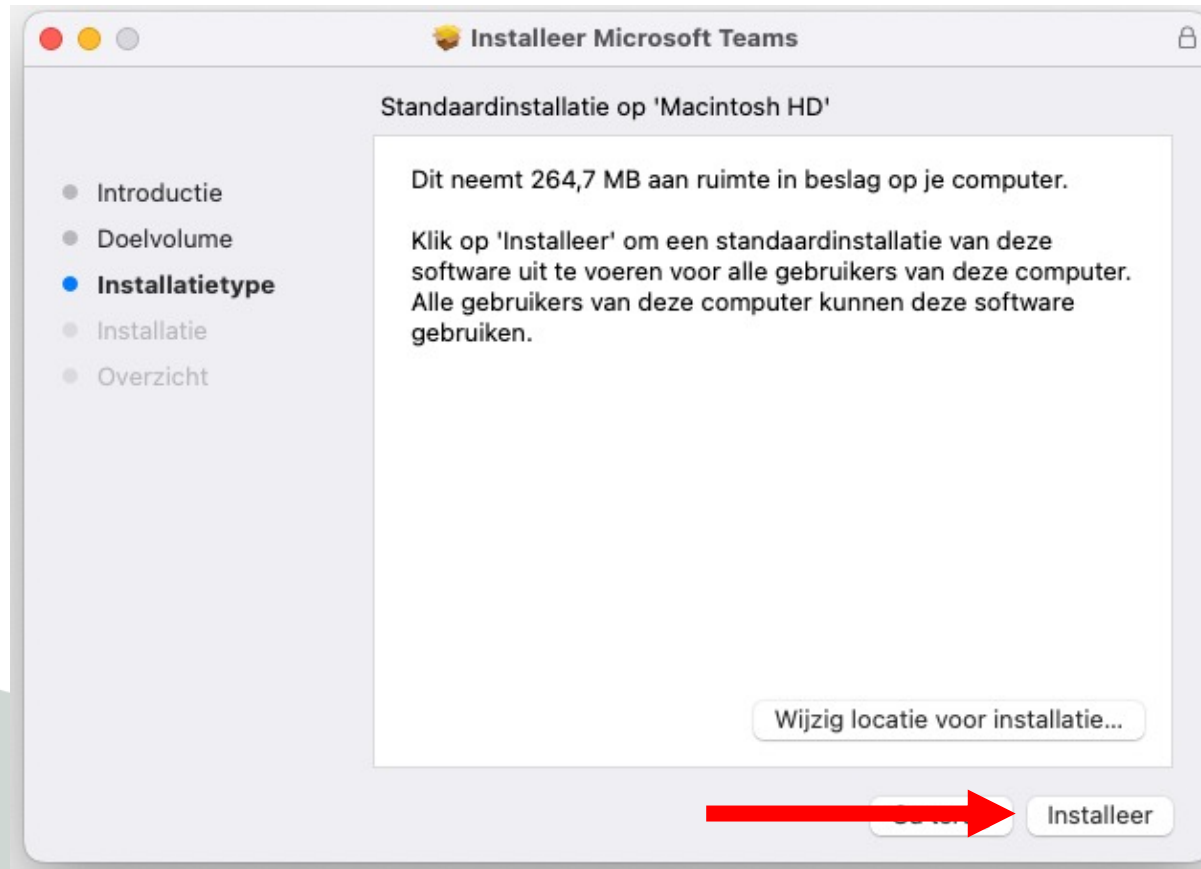 Installeer Microsoft Teams
Standaardinstallatie op 'Macintosh HD'
Introductie
Doelvolume
Installatietype
Installatie
Overzicht
Dit neemt 264,7 MB aan ruimte in beslag op je computer.
Klik op 'Installeer' om een standaardinstallatie van deze
software uit te voeren voor alle gebruikers van deze computer.
Alle gebruikers van deze computer kunnen deze software
gebruiken.
Wijzig locatie voor installatie...
Installeer